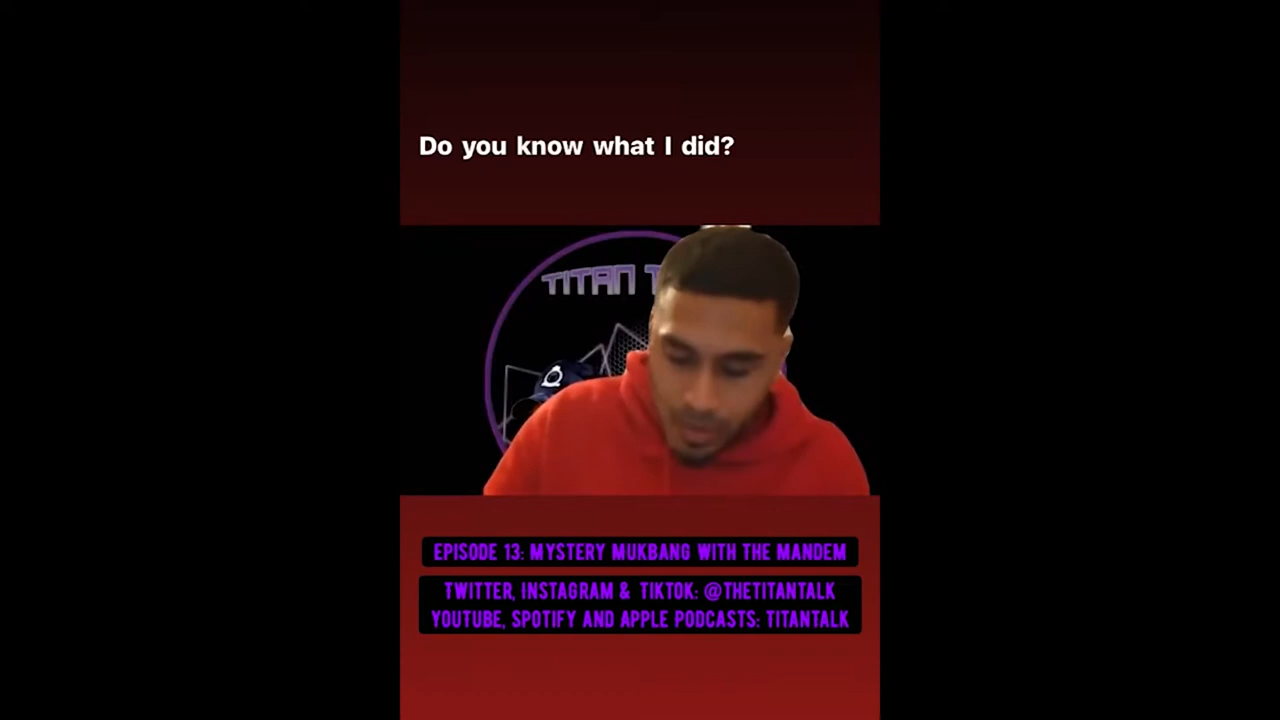 Do you know what I did?
TITAN T
EPISODE 13: MYSTERY MUKBANG WITH THE MANDEM
TWITTER, INSTAGRAM & TIKTOK: @THETITANTALK
YOUTUBE, SPOTIFY AND APPLE PODCASTS: TITANTALK